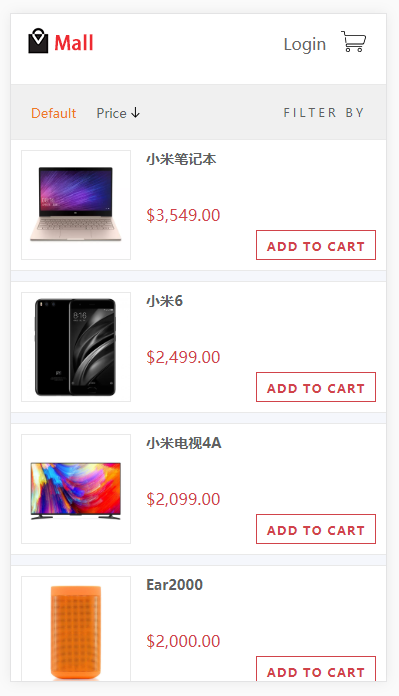 Mall
Login
Default Price FILTER BY
小米笔记本
$3,549.00
ADD TO CART
小米6
$2,499.00
ADD TO CART
小米电视4A
$2,099.00
ADD TO CART
Ear2000
$2,000.00
ADD TO CART